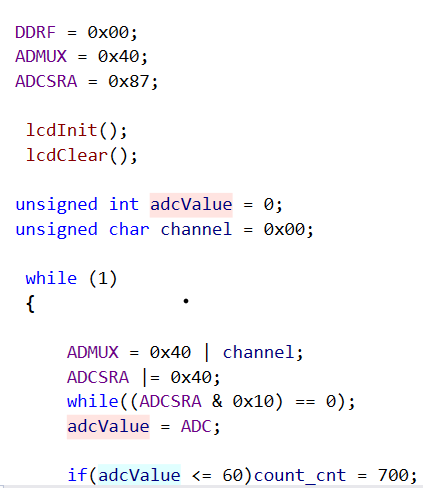 DDRF = 0x00;
ADMUX = 0x40;
ADCSRA = 0x87;
lcdInit();
lcdClear();
unsigned int adcValue = 0;
unsigned char channel = 0x00;
while (1)
{
ADMUX = 0x40 | channel;
ADCSRA |= 0x40;
while((ADCSRA & 0x10) == 0);
adcValue = ADC;
if(adcValue <= 60)count_cnt = 700;